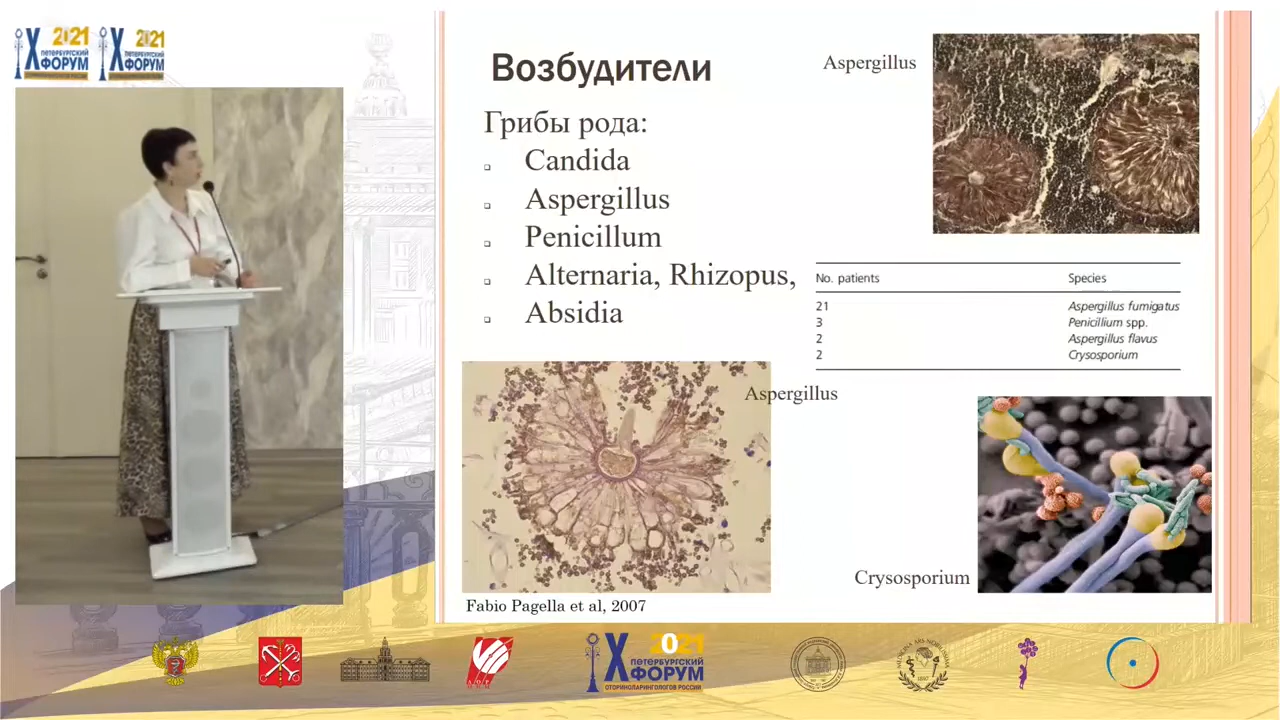 X 2021
ПЕТЕРБУРГСКИЙ
ФОРУМ
X 2021
ПЕТЕРБУРГСКИЙ
ФОРУМ
Возбудители
Грибы рода:
Candida
Aspergillus
Penicillum
Alternaria, Rhizopus,
Absidia
Aspergillus
No. patients Species
21 Aspergillus fumigatus
3 Penicillium spp.
2 Aspergillus flavus
2 Crysosporium
Aspergillus
Crysosporium
Fabio Pagella et al, 2007
X 2021
ПЕТЕРБУРГСКИЙ
ФОРУМ
ОТОРИНОЛАРИНГОЛОГОВ РОССИИ